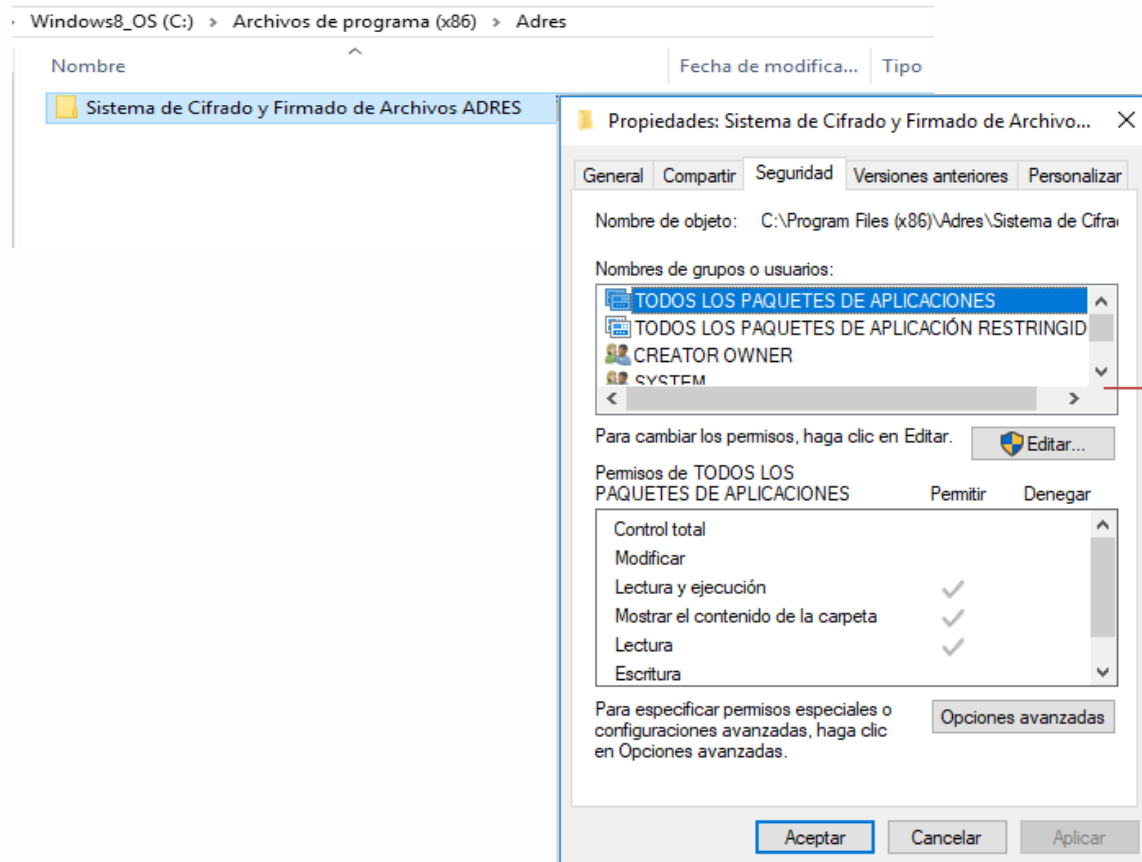 Windows8_OS (C:) > Archivos de programa (x86) > Adres
Nombre Fecha de modifica... Tipo
Sistema de Cifrado y Firmado de Archivos ADRES
Propiedades: Sistema de Cifrado y Firmado de Archivo...
General Compartir Seguridad Versiones anteriores Personalizar
Nombre de objeto: C:\Program Files (x86)\Adres\Sistema de Cifra
Nombres de grupos o usuarios:
TODOS LOS PAQUETES DE APLICACIONES
TODOS LOS PAQUETES DE APLICACIÓN RESTRINGID
CREATOR OWNER
SYSTEM
Para cambiar los permisos, haga clic en Editar. Editar...
Permisos de TODOS LOS
PAQUETES DE APLICACIONES Permitir Denegar
Control total
Modificar
Lectura y ejecución
Mostrar el contenido de la carpeta
Lectura
Escritura
Para especificar permisos especiales o
configuraciones avanzadas, haga clic
en Opciones avanzadas.
Opciones avanzadas
Aceptar Cancelar Aplicar